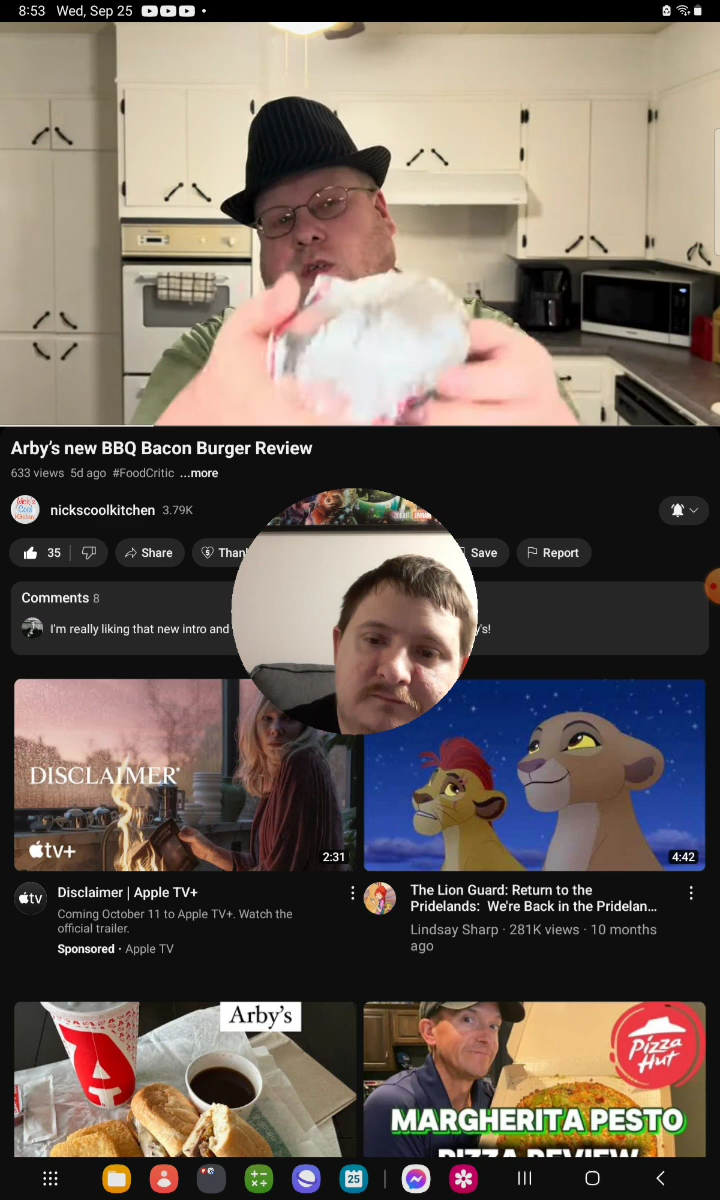 8:53 Wed, Sep 25
Arby's new BBQ Bacon Burger Review
633 views 5d ago #FoodCritic ...more
nickscoolkitchen 3.79K
35 Share Than Save Report
Comments 8
I'm really liking that new intro and
DISCLAIMER
tv+
2:31
4:42
tv
Disclaimer | Apple TV+
Coming October 11 to Apple TV+. Watch the
official trailer.
Sponsored · Apple TV
The Lion Guard: Return to the
Pridelands: We're Back in the Pridelan...
Lindsay Sharp · 281K views · 10 months
ago
Arby's
Pizza
Hut
MARGHERITA PESTO
PIZZA REVIEW
25